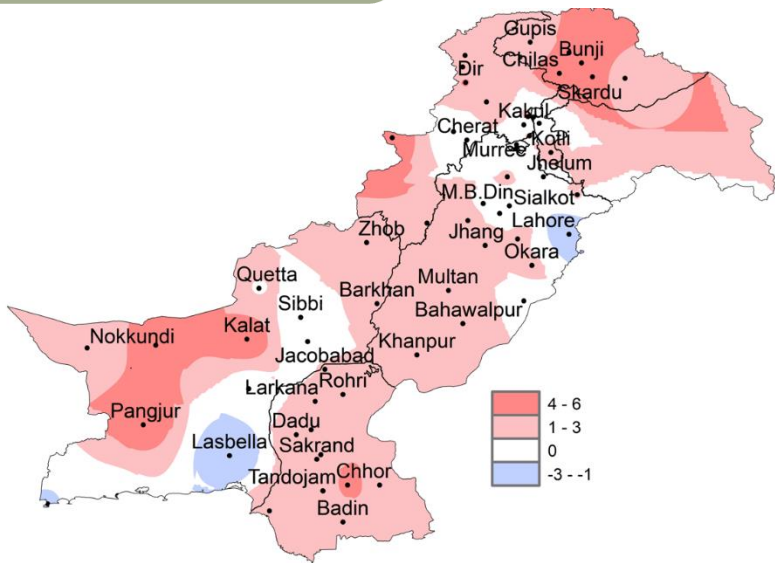 Gupis
Bunji
Chilas
Dir
Skardu
Kakul
Cherat
Kotli
Murree
Jhelum
M.B.Din
Sialkot
Lahore
Zhob
Jhang
Okara
Quetta
Multan
Sibbi
Barkhan
Bahawalpur
Nokkundi
Kalat
Khanpur
Jacobabad
Larkana
Rohri
Pangjur
Dadu
Lasbella
Sakrand
Tandojam
Chhor
Badin
4 - 6
1 - 3
0
-3 - -1